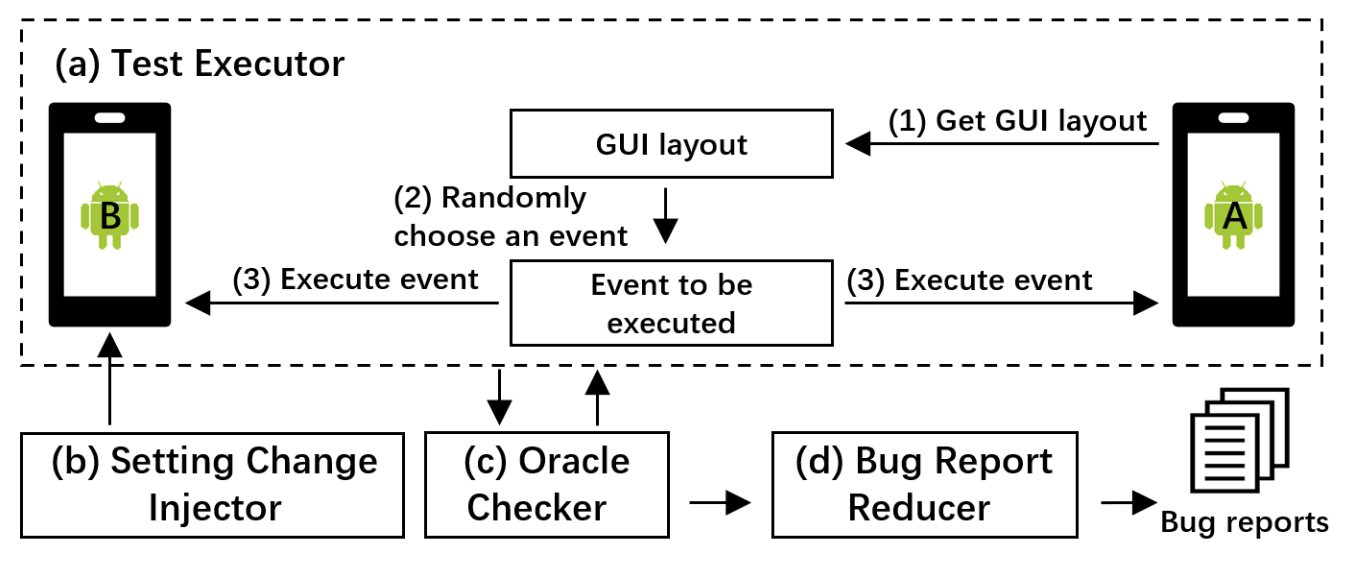 (a) Test Executor
B
GUI layout
(1) Get GUI layout
A
(2) Randomly
choose an event
(3) Execute event
Event to be
executed
(3) Execute event
(b) Setting Change
Injector
(c) Oracle
Checker
(d) Bug Report
Reducer
Bug reports